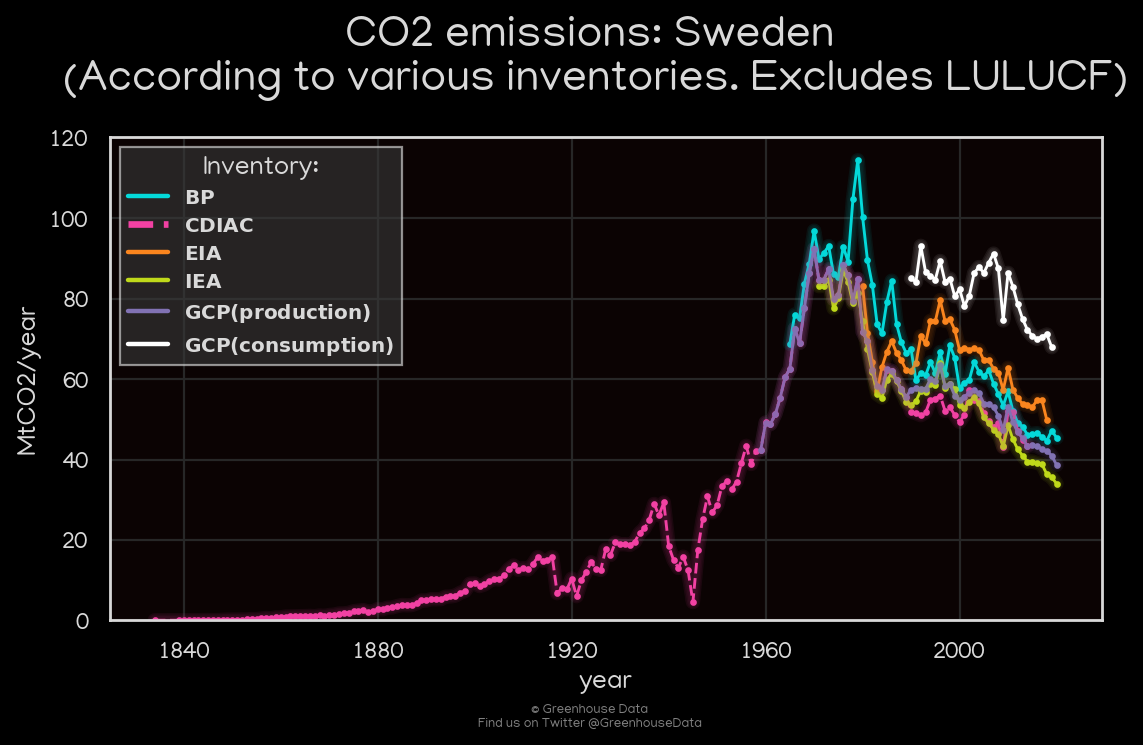 CO2 emissions: Sweden
(According to various inventories. Excludes LULUCF)
120
100
80
60
40
20
0
MtCO2/year
Inventory:
BP
CDIAC
EIA
IEA
GCP(production)
GCP(consumption)
1840 1880 1920 1960 2000
year
© Greenhouse Data
Find us on Twitter @GreenhouseData